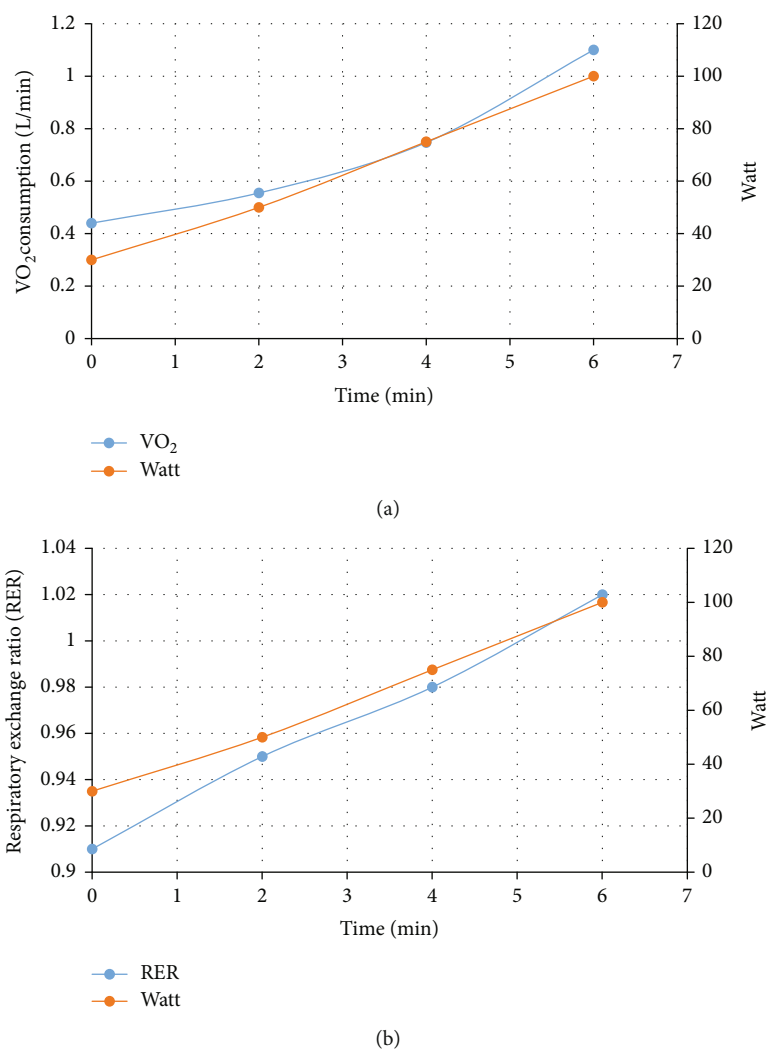 1.2
1
0.8
0.6
0.4
0.2
0
VO₂consumption (L/min)
120
100
80
60
40
20
0
Watt
0 1 2 3 4 5 6 7
Time (min)
VO₂
Watt
(a)
1.04
1.02
1
0.98
0.96
0.94
0.92
0.9
Respiratory exchange ratio (RER)
120
100
80
60
40
20
0
Watt
0 1 2 3 4 5 6 7
Time (min)
RER
Watt
(b)